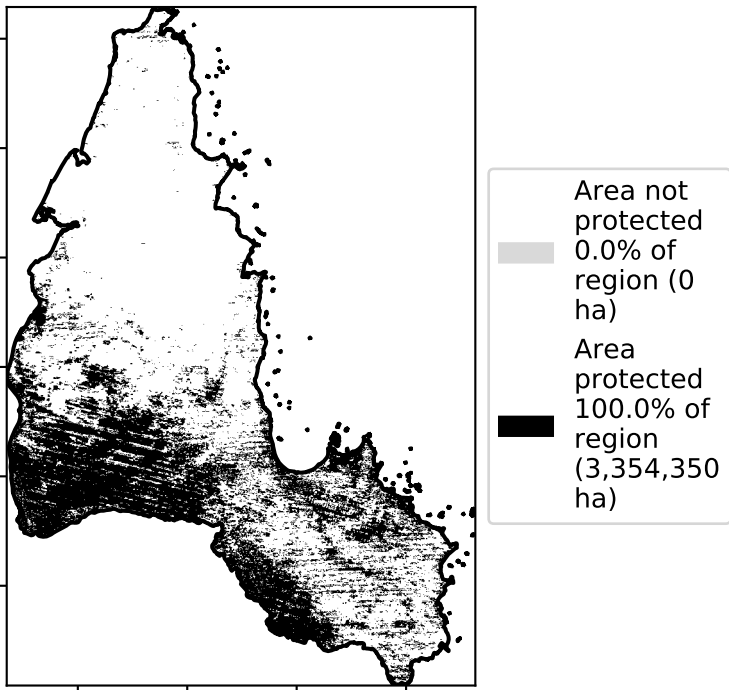 Area not
protected
0.0% of
region (0
ha)
Area
protected
100.0% of
region
(3,354,350
ha)